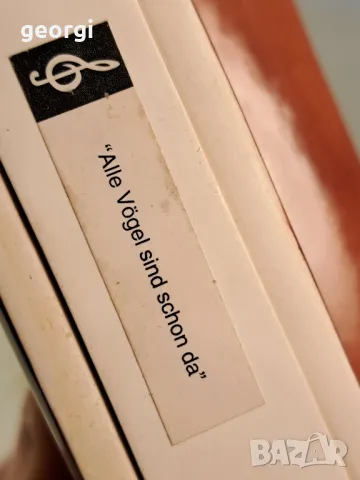 georgi
"Alle Vögel sind schon da"
BAZAR